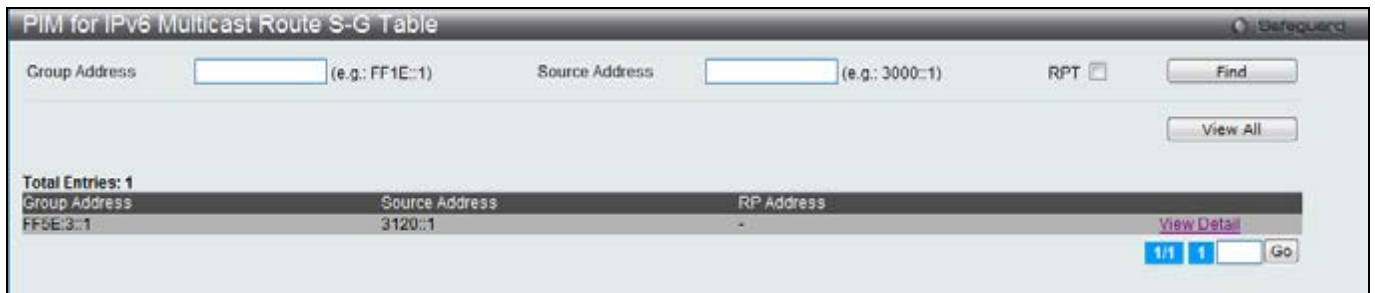 PIM for IPv6 Multicast Route S-G Table
Safeguard
Group Address (e.g.: FF1E::1) Source Address (e.g.: 3000::1) RPT Find
View All
Total Entries: 1
Group Address Source Address RP Address
FF5E:3::1 3120::1 - View Detail
1/1 1 Go